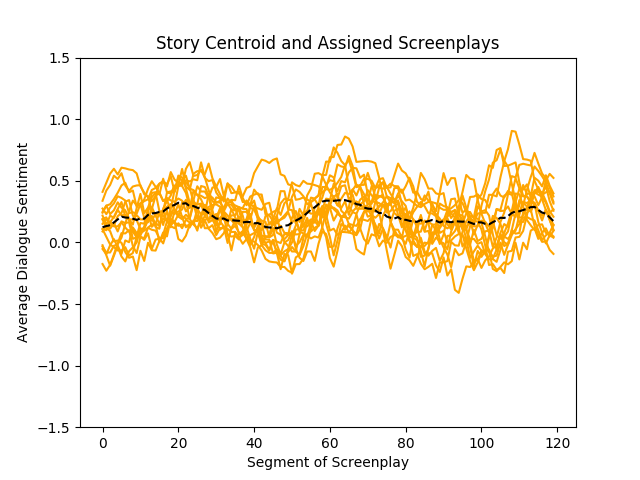 Story Centroid and Assigned Screenplays
1.5
1.0
0.5
0.0
−0.5
−1.0
−1.5
Average Dialogue Sentiment
0 20 40 60 80 100 120
Segment of Screenplay